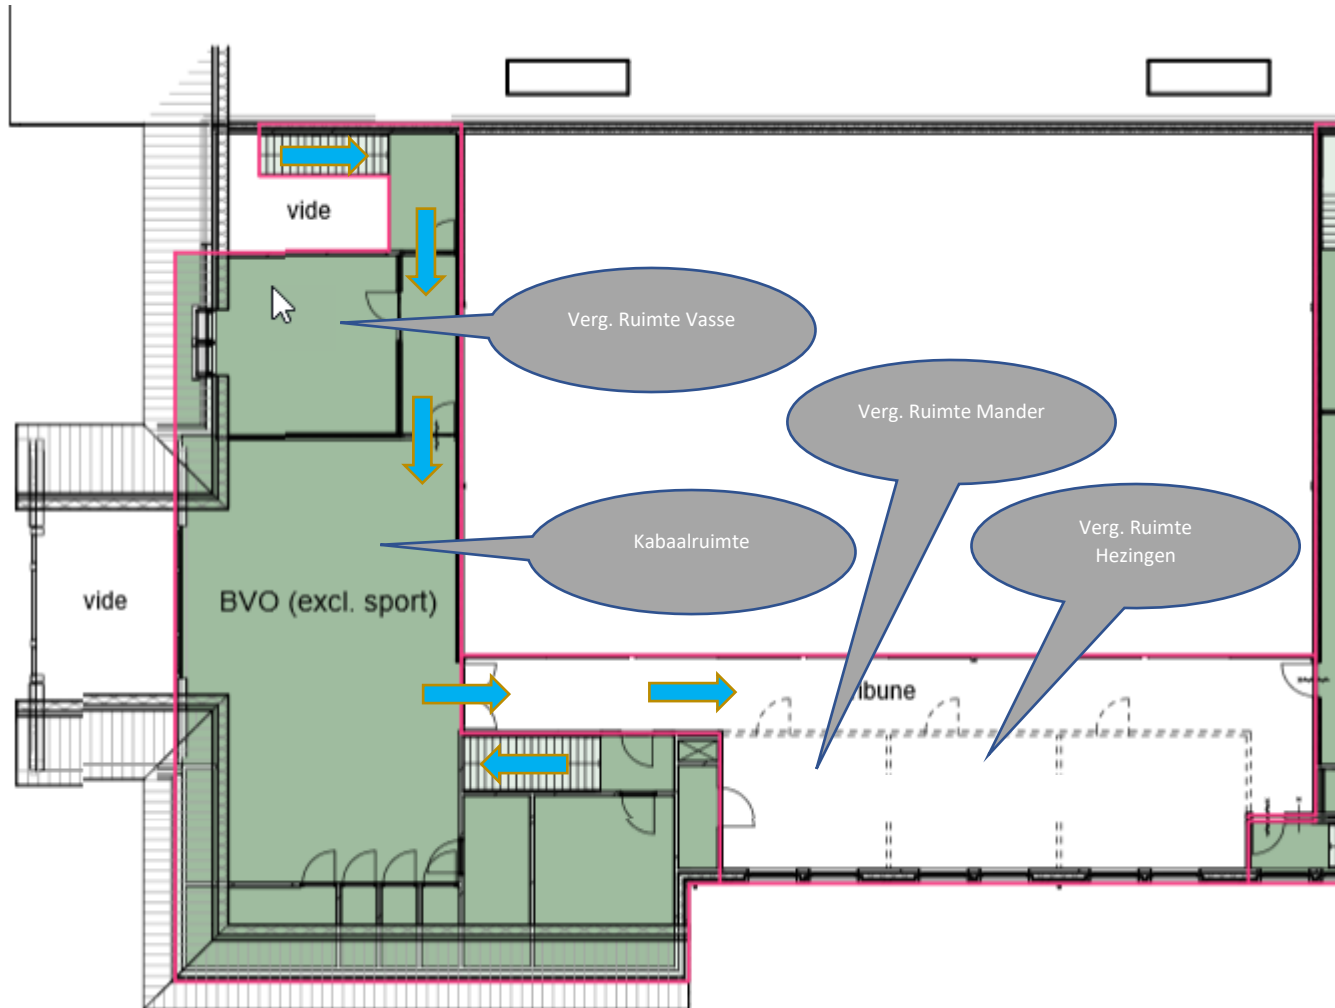 vide
Verg. Ruimte Vasse
Verg. Ruimte Mander
Verg. Ruimte
Hezingen
Kabaalruimte
vide
BVO (excl. sport)
ibune